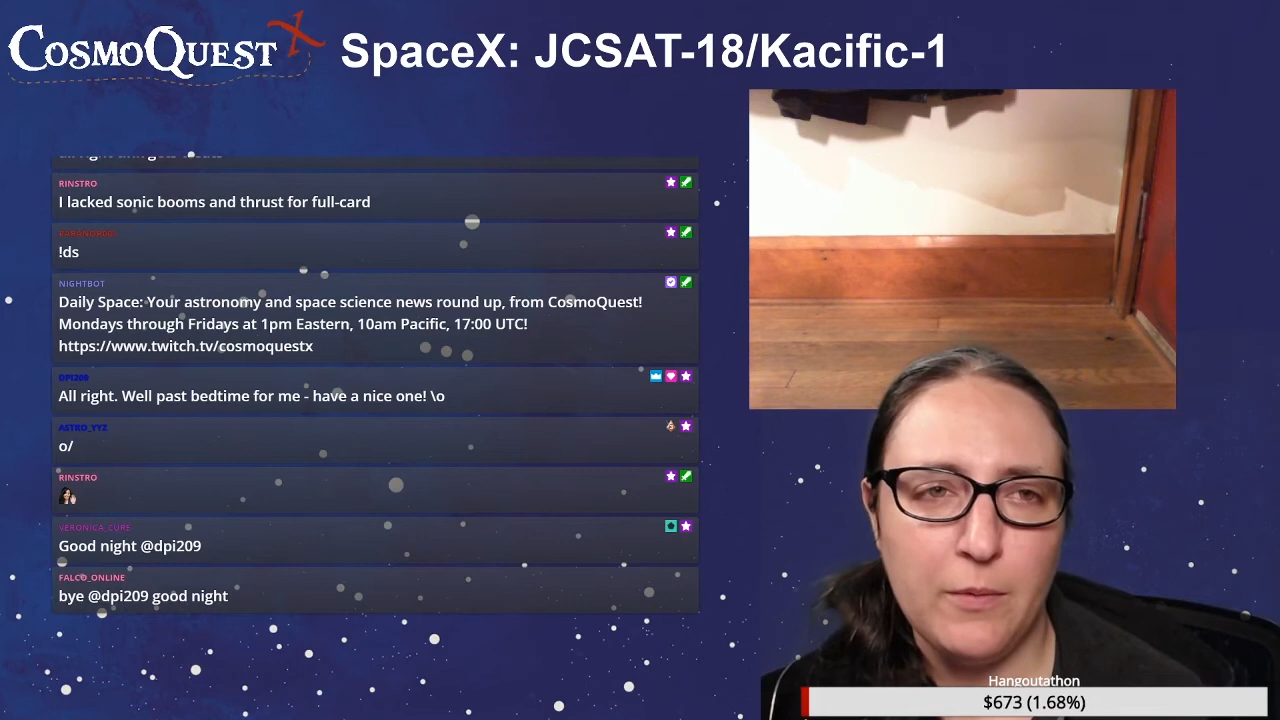 COSMOQUEST X
SpaceX: JCSAT-18/Kacific-1
RINSTRO
I lacked sonic booms and thrust for full-card
!ds
NIGHTBOT
Daily Space: Your astronomy and space science news round up, from CosmoQuest!
Mondays through Fridays at 1pm Eastern, 10am Pacific, 17:00 UTC!
https://www.twitch.tv/cosmoquestx
DPI209
All right. Well past bedtime for me - have a nice one! \o
ASTRO_YYZ
o/
RINSTRO
VERONICA_CURE
Good night @dpi209
FALCO_ONLINE
bye @dpi209 good night
Hangoutathon
$673 (1.68%)